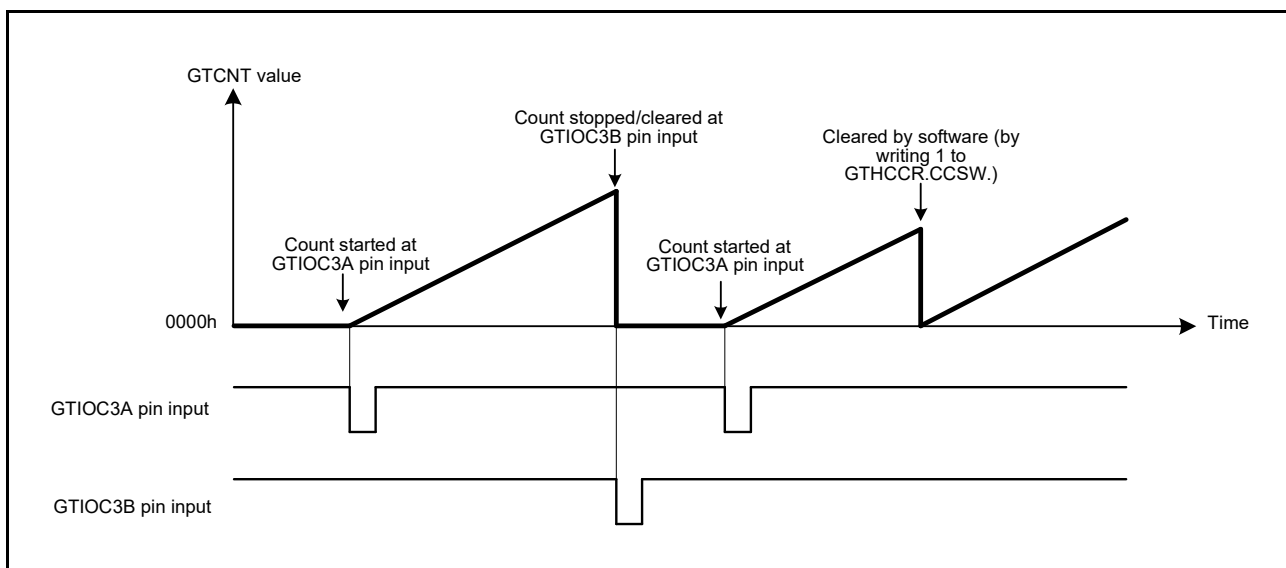 GTCNT value
Count stopped/cleared at
GTIOC3B pin input
Cleared by software (by
writing 1 to
GTHCCR.CCSW.)
Count started at
GTIOC3A pin input
Count started at
GTIOC3A pin input
0000h
Time
GTIOC3A pin input
GTIOC3B pin input